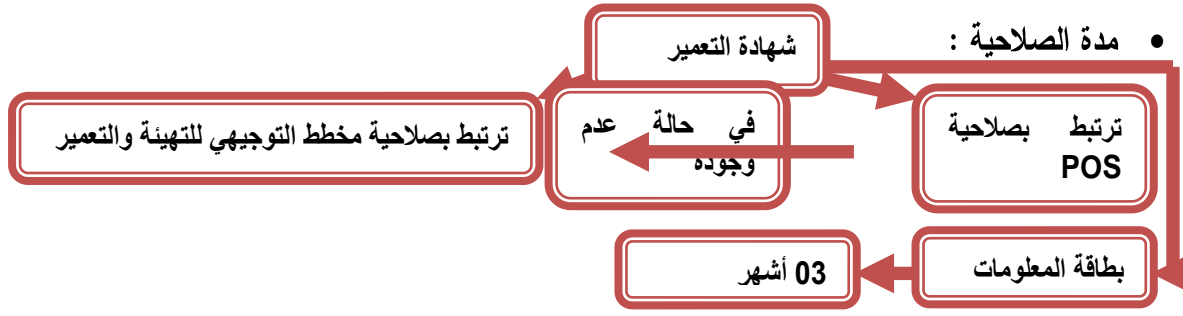 • مدة الصلاحية :
شهادة التعمير
ترتبط بصلاحية
POS
في حالة عدم
وجوده
ترتبط بصلاحية مخطط التوجيهي للتهيئة والتعمير
بطاقة المعلومات
03 أشهر